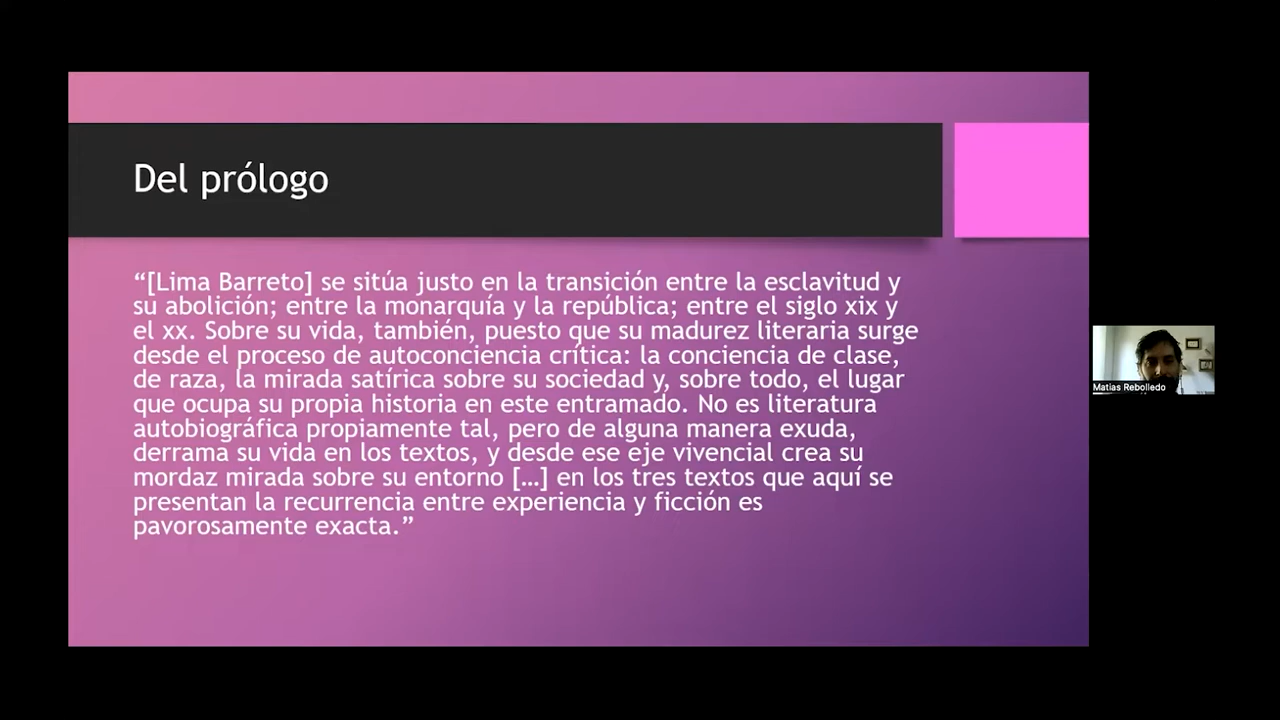 Del prólogo
“[Lima Barreto] se sitúa justo en la transición entre la esclavitud y
su abolición; entre la monarquía y la república; entre el siglo xix y
el xx. Sobre su vida, también, puesto que su madurez literaria surge
desde el proceso de autoconciencia crítica: la conciencia de clase,
de raza, la mirada satírica sobre su sociedad y, sobre todo, el lugar
que ocupa su propia historia en este entramado. No es literatura
autobiográfica propiamente tal, pero de alguna manera exuda,
derrama su vida en los textos, y desde ese eje vivencial crea su
mordaz mirada sobre su entorno […] en los tres textos que aquí se
presentan la recurrencia entre experiencia y ficción es
pavorosamente exacta.”
Matias Rebolledo